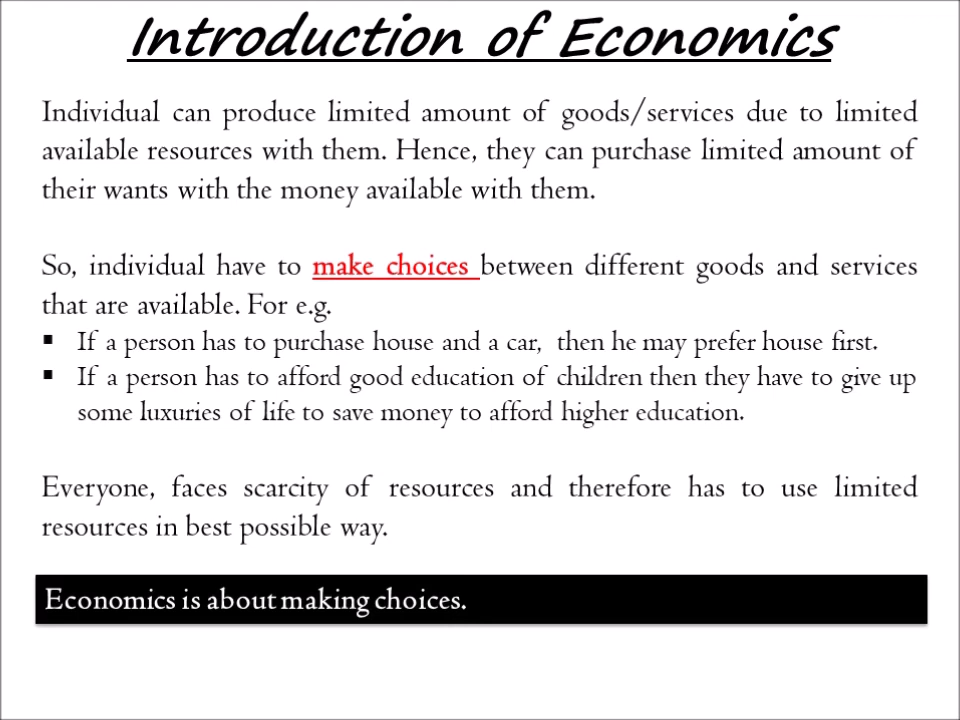 Introduction of Economics
Individual can produce limited amount of goods/services due to limited
available resources with them. Hence, they can purchase limited amount of
their wants with the money available with them.
So, individual have to make choices between different goods and services
that are available. For e.g.
▪ If a person has to purchase house and a car, then he may prefer house first.
▪ If a person has to afford good education of children then they have to give up
some luxuries of life to save money to afford higher education.
Everyone, faces scarcity of resources and therefore has to use limited
resources in best possible way.
Economics is about making choices.